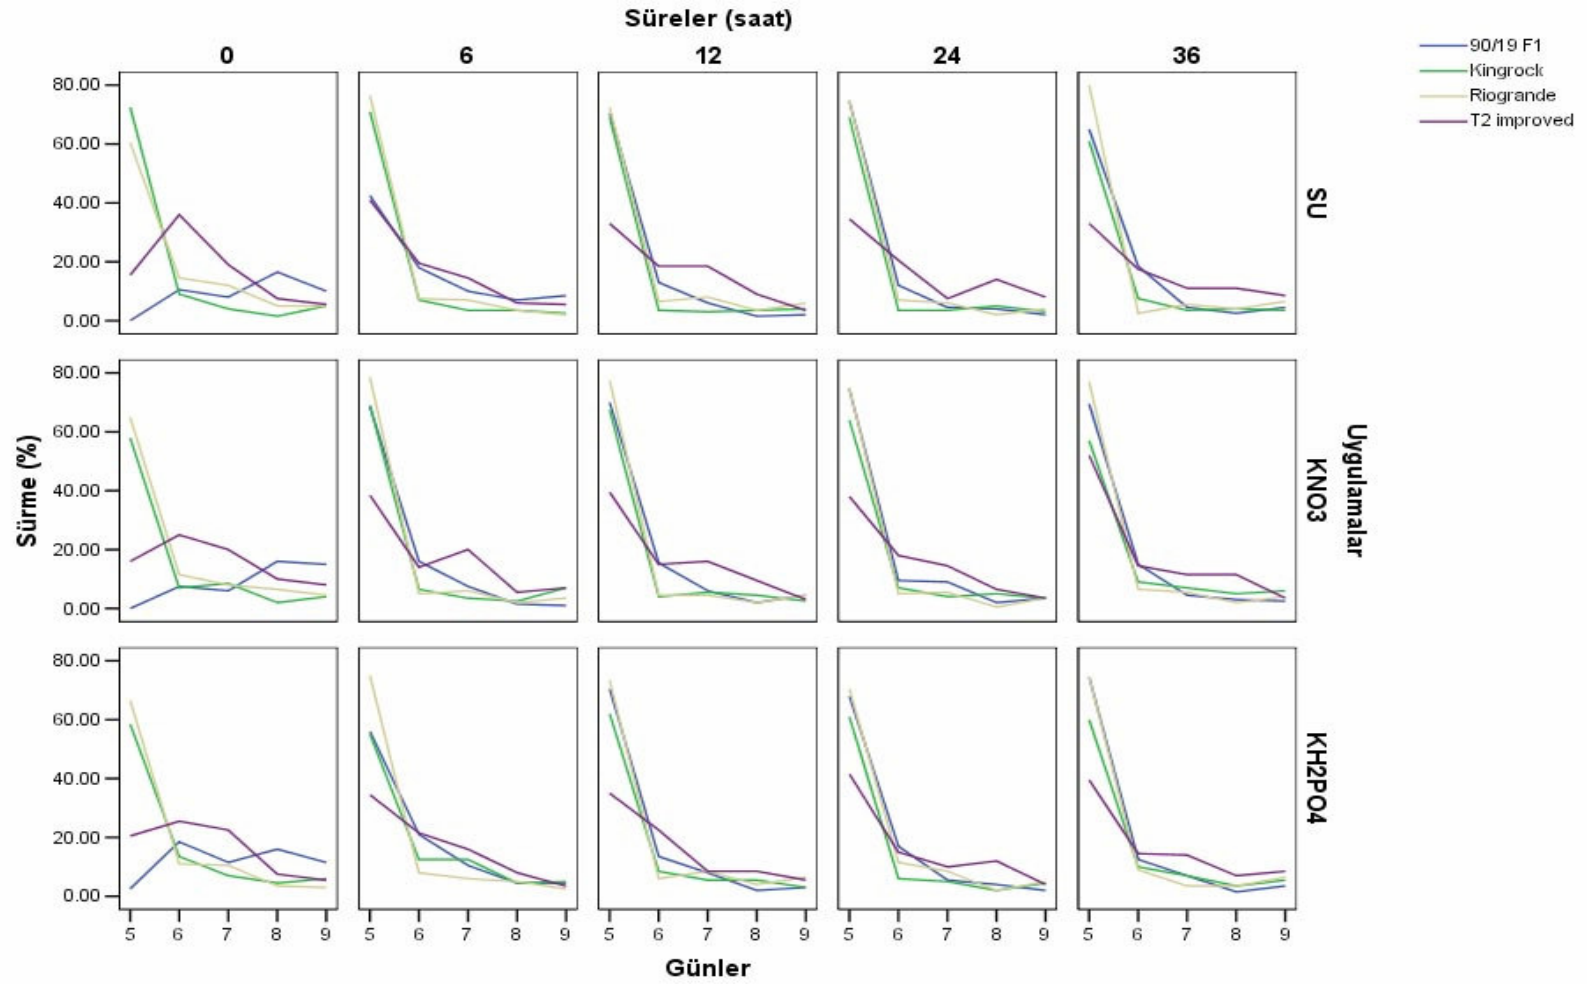 Süreler (saat)
0 6 12 24 36
90/19 F1
Kingrock
Riogrande
T2 improved
80.00
60.00
40.00
20.00
0.00
SU
80.00
60.00
40.00
20.00
0.00
KNO3
80.00
60.00
40.00
20.00
0.00
KH2PO4
Sürme (%)
Uygulamalar
5 6 7 8 9 5 6 7 8 9 5 6 7 8 9 5 6 7 8 9 5 6 7 8 9
Günler